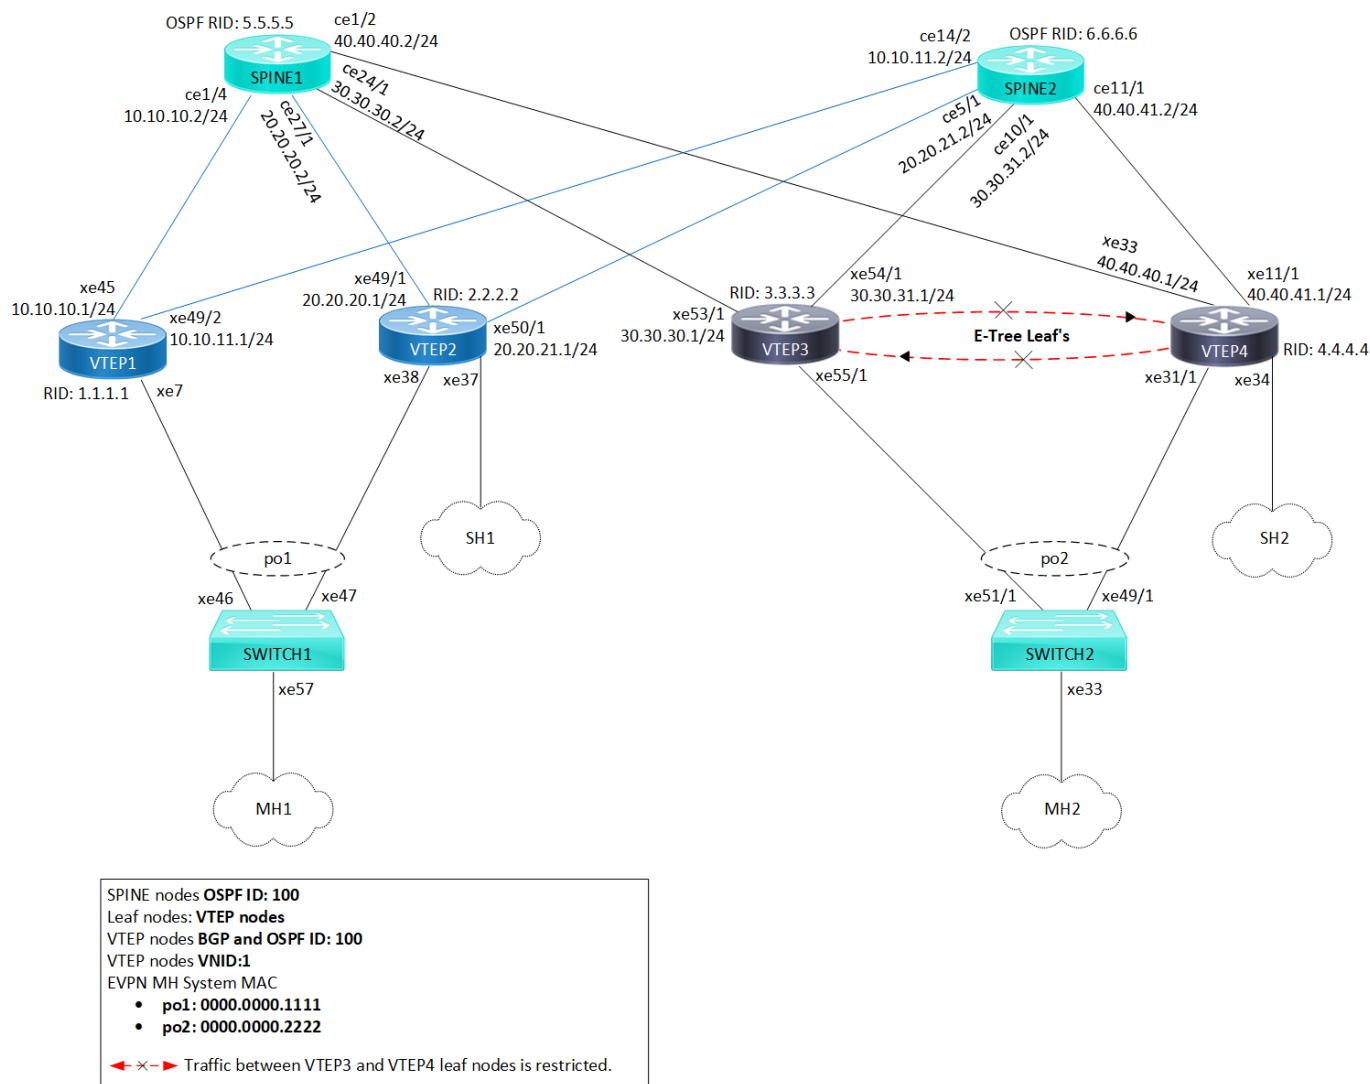 OSPF RID: 5.5.5.5
ce1/2
40.40.40.2/24
SPINE1
ce24/1
30.30.30.2/24
ce1/4
10.10.10.2/24
ce27/1
20.20.20.2/24
ce14/2
10.10.11.2/24
OSPF RID: 6.6.6.6
SPINE2
ce5/1
20.20.21.2/24
ce10/1
30.30.31.2/24
ce11/1
40.40.41.2/24
xe45
10.10.10.1/24
xe49/2
10.10.11.1/24
VTEP1
RID: 1.1.1.1
xe7
xe49/1
20.20.20.1/24
RID: 2.2.2.2
xe50/1
20.20.21.1/24
VTEP2
xe38
xe37
RID: 3.3.3.3
xe53/1
30.30.30.1/24
xe54/1
30.30.31.1/24
VTEP3
xe55/1
E-Tree Leaf's
xe33
40.40.40.1/24
xe11/1
40.40.41.1/24
VTEP4
RID: 4.4.4.4
xe31/1
xe34
SH1
SH2
po1
po2
xe46
xe47
SWITCH1
xe57
MH1
xe51/1
xe49/1
SWITCH2
xe33
MH2
SPINE nodes OSPF ID: 100
Leaf nodes: VTEP nodes
VTEP nodes BGP and OSPF ID: 100
VTEP nodes VNID:1
EVPN MH System MAC
• po1: 0000.0000.1111
• po2: 0000.0000.2222
Traffic between VTEP3 and VTEP4 leaf nodes is restricted.